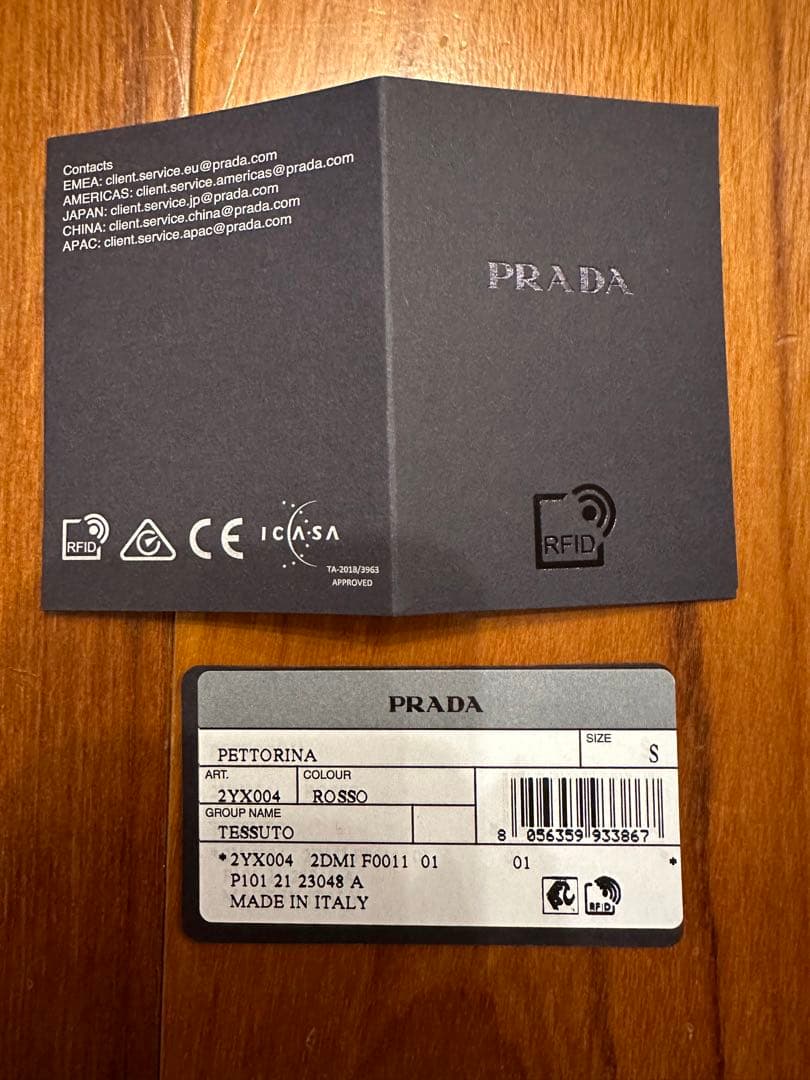 Contacts
EMEA: client.service.eu@prada.com
AMERICAS: client.service.americas@prada.com
JAPAN: client.service.jp@prada.com
CHINA: client.service.china@prada.com
APAC: client.service.apac@prada.com
PRADA
RFID
RFID
CE
ICASA
TA-2018/3963
APPROVED
PRADA
PETTORINA
SIZE
S
ART.
2YX004
COLOUR
ROSSO
GROUP NAME
TESSUTO
8 056359 933867
*2YX004 2DMI F0011 01 01 *
P101 21 23048 A
MADE IN ITALY
RFID